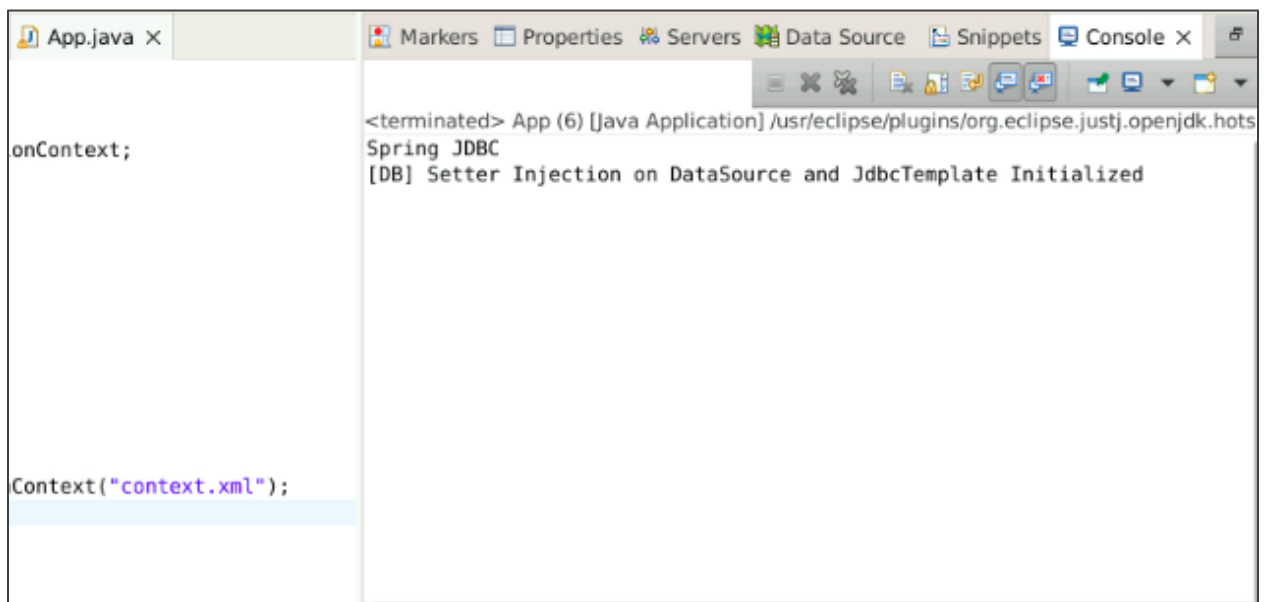 App.java
Markers Properties Servers Data Source Snippets Console
<terminated> App (6) [Java Application] /usr/eclipse/plugins/org.eclipse.justj.openjdk.hots
onContext;
Spring JDBC
[DB] Setter Injection on DataSource and JdbcTemplate Initialized
Context("context.xml");